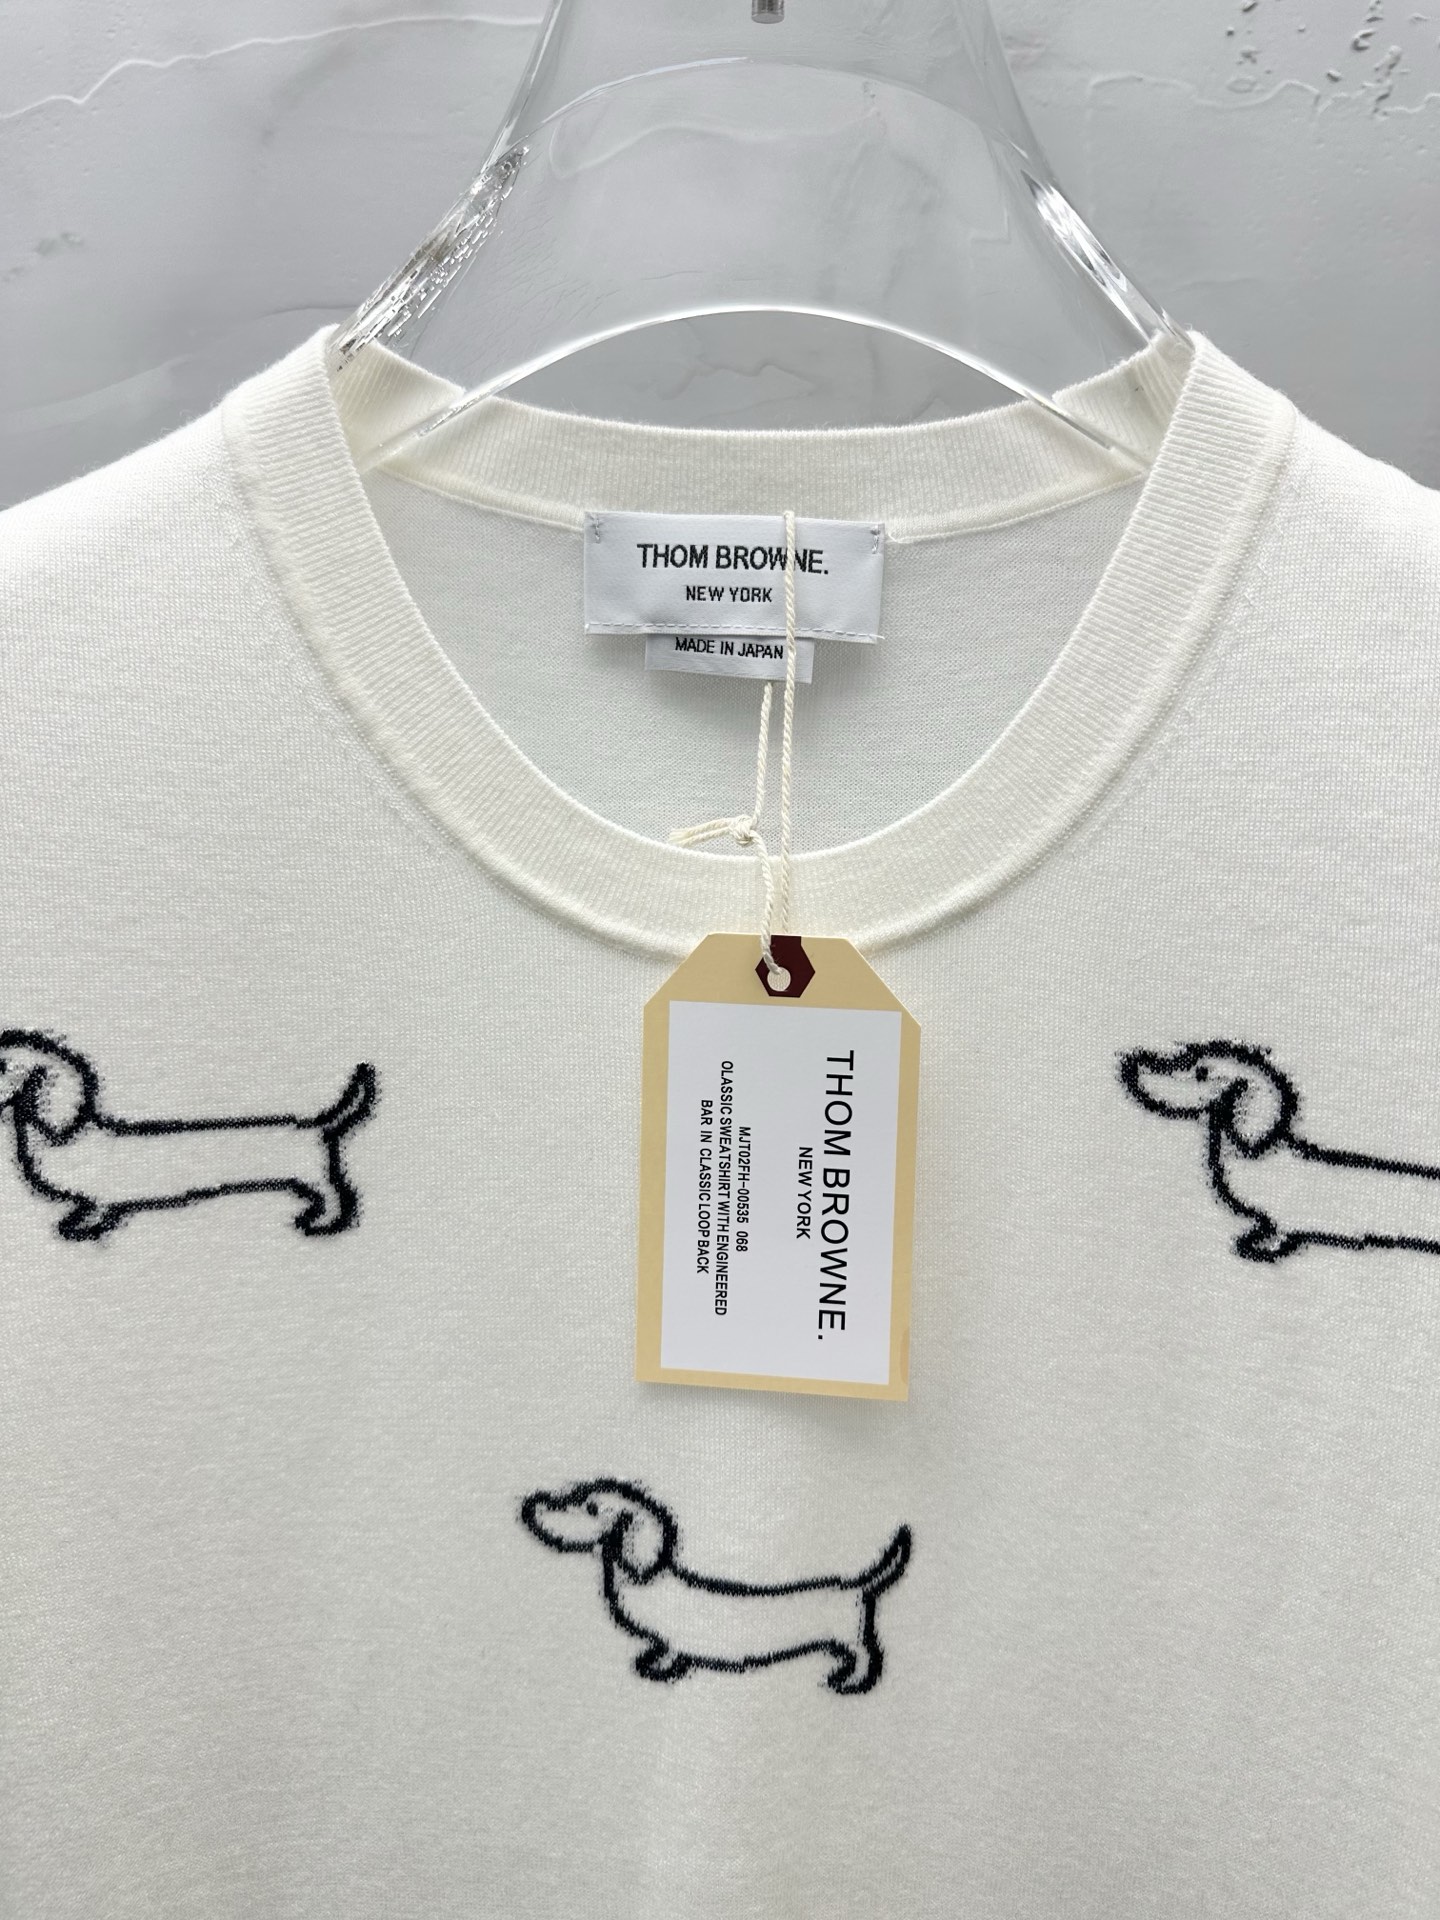 THOM BROWNE.
NEW YORK
MADE IN JAPAN
THOM BROWNE.
NEW YORK
MJT02FH-00535 068
OLASSIC SWEATSHIRT WITH ENGINEERED
BAR IN CLASSIC LOOP BACK